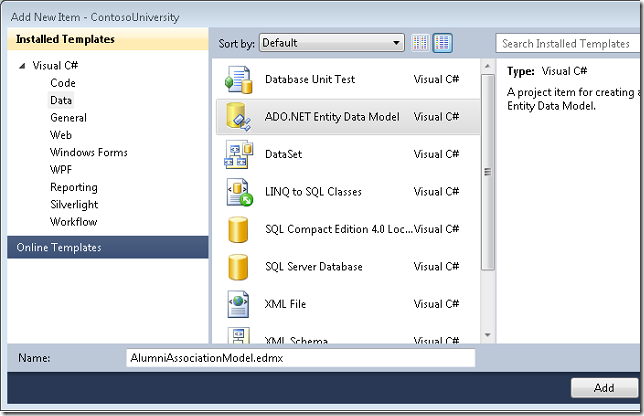 Add New Item - ContosoUniversity
Installed Templates
Visual C#
Code
Data
General
Web
Windows Forms
WPF
Reporting
Silverlight
Workflow
Online Templates
Sort by: Default
Search Installed Templates
Database Unit Test Visual C#
ADO.NET Entity Data Model Visual C#
DataSet Visual C#
LINQ to SQL Classes Visual C#
SQL Compact Edition 4.0 Loc... Visual C#
SQL Server Database Visual C#
XML File Visual C#
XML Schema Visual C#
Type: Visual C#
A project item for creating a
Entity Data Model.
Name: AlumniAssociationModel.edmx
Add